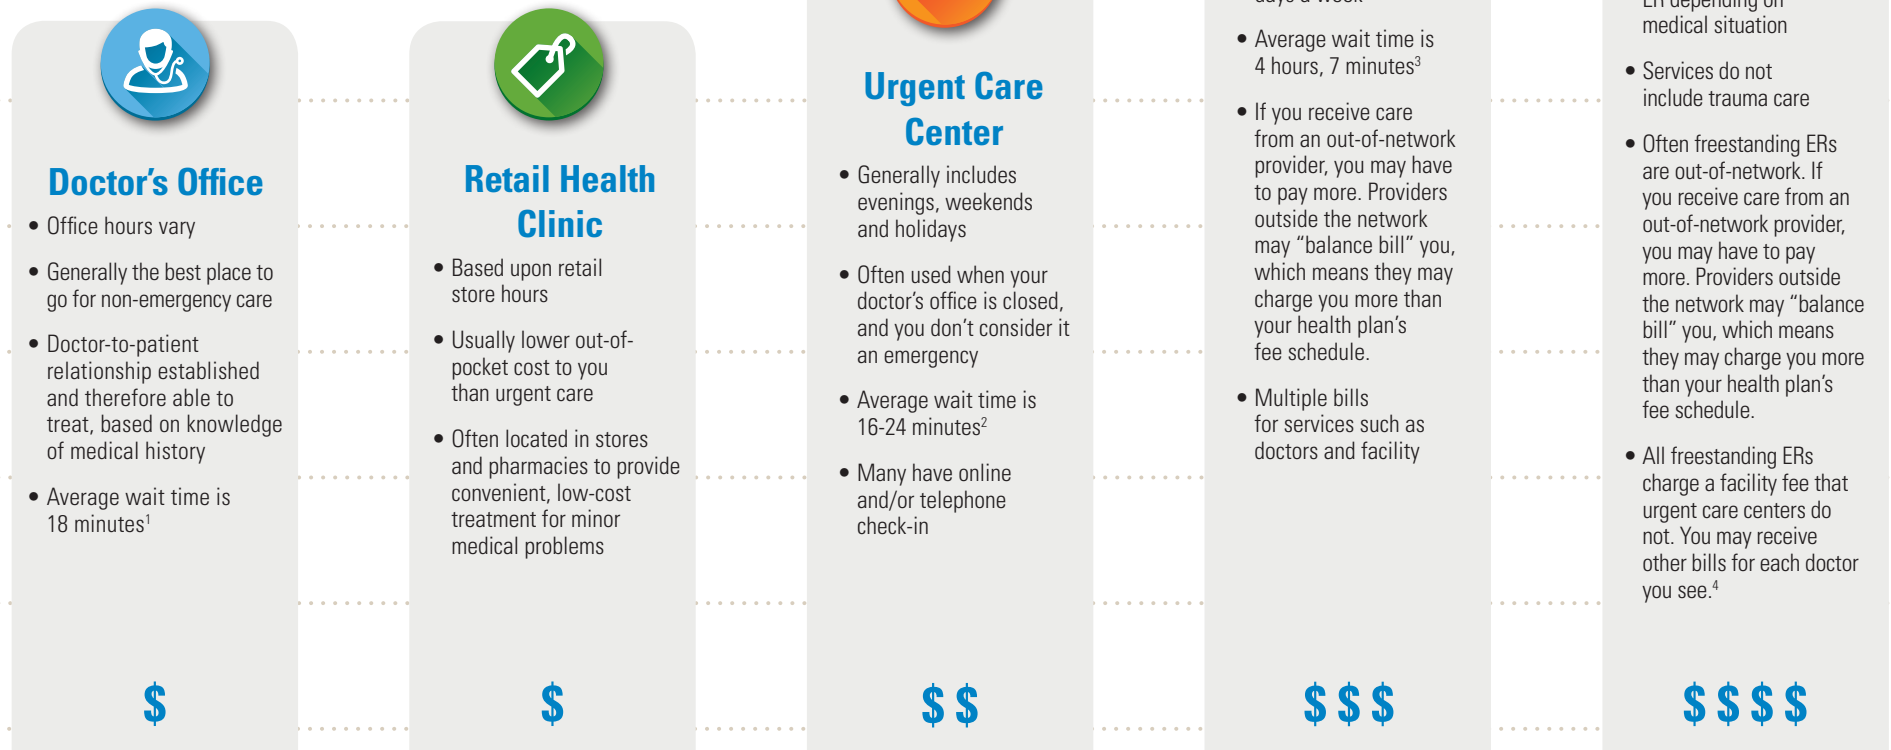 Doctor's Office
• Office hours vary
• Generally the best place to
go for non-emergency care
• Doctor-to-patient
relationship established
and therefore able to
treat, based on knowledge
of medical history
• Average wait time is
18 minutes¹
$
Retail Health
Clinic
• Based upon retail
store hours
• Usually lower out-of-
pocket cost to you
than urgent care
• Often located in stores
and pharmacies to provide
convenient, low-cost
treatment for minor
medical problems
$
Urgent Care
Center
• Generally includes
evenings, weekends
and holidays
• Often used when your
doctor's office is closed,
and you don't consider it
an emergency
• Average wait time is
16-24 minutes²
• Many have online
and/or telephone
check-in
$ $
days a week
• Average wait time is
4 hours, 7 minutes³
• If you receive care
from an out-of-network
provider, you may have
to pay more. Providers
outside the network
may “balance bill” you,
which means they may
charge you more than
your health plan's
fee schedule.
• Multiple bills
for services such as
doctors and facility
$ $ $
ER depending on
medical situation
• Services do not
include trauma care
• Often freestanding ERs
are out-of-network. If
you receive care from an
out-of-network provider,
you may have to pay
more. Providers outside
the network may “balance
bill” you, which means
they may charge you more
than your health plan's
fee schedule.
• All freestanding ERs
charge a facility fee that
urgent care centers do
not. You may receive
other bills for each doctor
you see.⁴
$ $ $ $